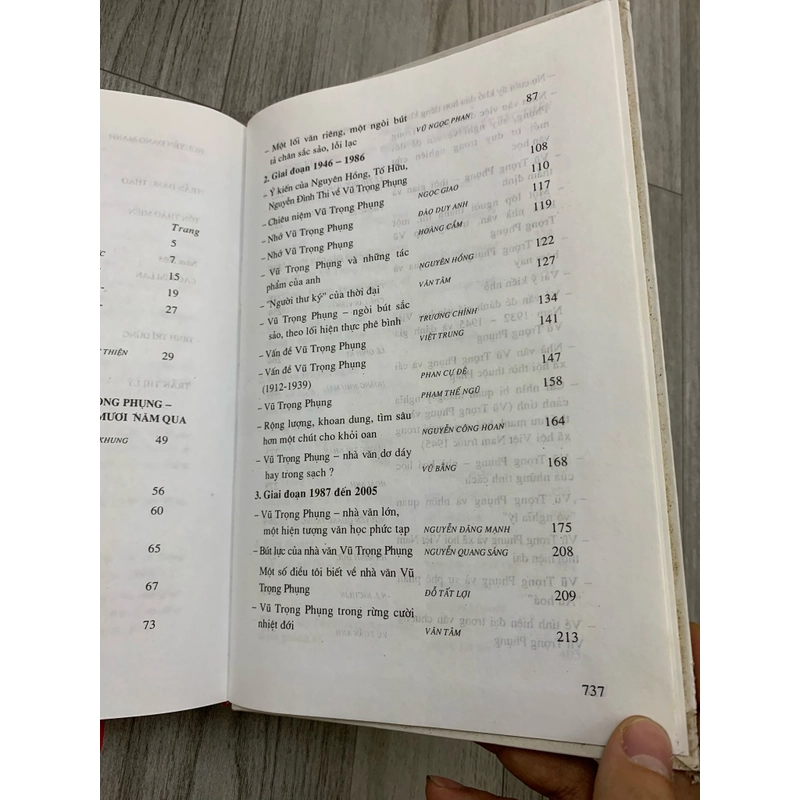 Trang
5
7
15
19
27
THIỆN 29
ỌNG PHỤNG –
MƯƠI NĂM QUA
KHUNG 49
56
60
65
67
73
– Một lối văn riêng, một ngòi bút
tả chân sắc sảo, lỗi lạc VŨ NGỌC PHAN 87
2. Giai đoạn 1946 – 1986
– Ý kiến của Nguyên Hồng, Tố Hữu,
Nguyễn Đình Thi về Vũ Trọng Phụng 108
– Chiêu niệm Vũ Trọng Phụng NGỌC GIAO 110
– Nhớ Vũ Trọng Phụng ĐÀO DUY ANH 117
– Nhớ Vũ Trọng Phụng HOÀNG CẦM 119
– Vũ Trọng Phụng và những tác
phẩm của anh NGUYÊN HỒNG 122
– "Người thư ký" của thời đại VĂN TÂM 127
– Vũ Trọng Phụng – ngòi bút sắc
sảo, theo lối hiện thực phê bình TRƯƠNG CHÍNH 134
– Vấn đề Vũ Trọng Phụng VIỆT TRUNG 141
– Vấn đề Vũ Trọng Phụng
(1912-1939) PHAN CỰ ĐỆ 147
– Vũ Trọng Phụng PHẠM THẾ NGŨ 158
– Rộng lượng, khoan dung, tìm sâu
hơn một chút cho khỏi oan NGUYỄN CÔNG HOAN 164
– Vũ Trọng Phụng – nhà văn dơ dáy
hay trong sạch ? VŨ BẰNG 168
3. Giai đoạn 1987 đến 2005
– Vũ Trọng Phụng – nhà văn lớn,
một hiện tượng văn học phức tạp NGUYỄN ĐĂNG MẠNH 175
– Bút lực của nhà văn Vũ Trọng Phụng NGUYỄN QUANG SÁNG 208
Một số điều tôi biết về nhà văn Vũ
Trọng Phụng ĐỖ TẤT LỢI 209
– Vũ Trọng Phụng trong rừng cười
nhiệt đới VĂN TÂM 213
737